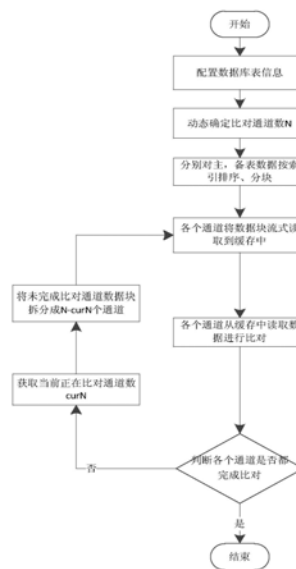 开始
配置数据库表信息
动态确定比对通道数N
分别对主，备表数据按索
引排序、分块
各个通道将数据块流式读
取到缓存中
将未完成比对通道数据块
拆分成N-curN个通道
各个通道从缓存中读取数
据进行比对
获取当前正在比对通道数
curN
判断各个通道是否都
完成比对
否
是
结束